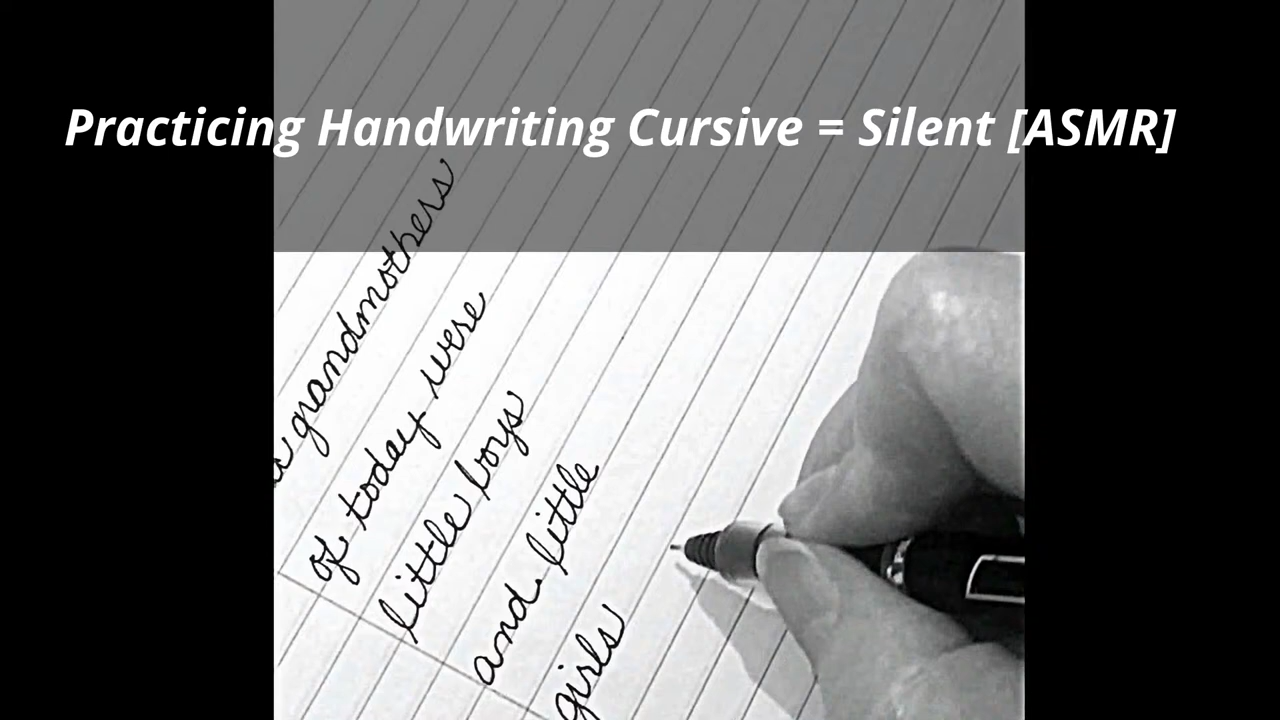 Practicing Handwriting Cursive = Silent [ASMR]
grandmothers
of today were
little boys
and little
girls